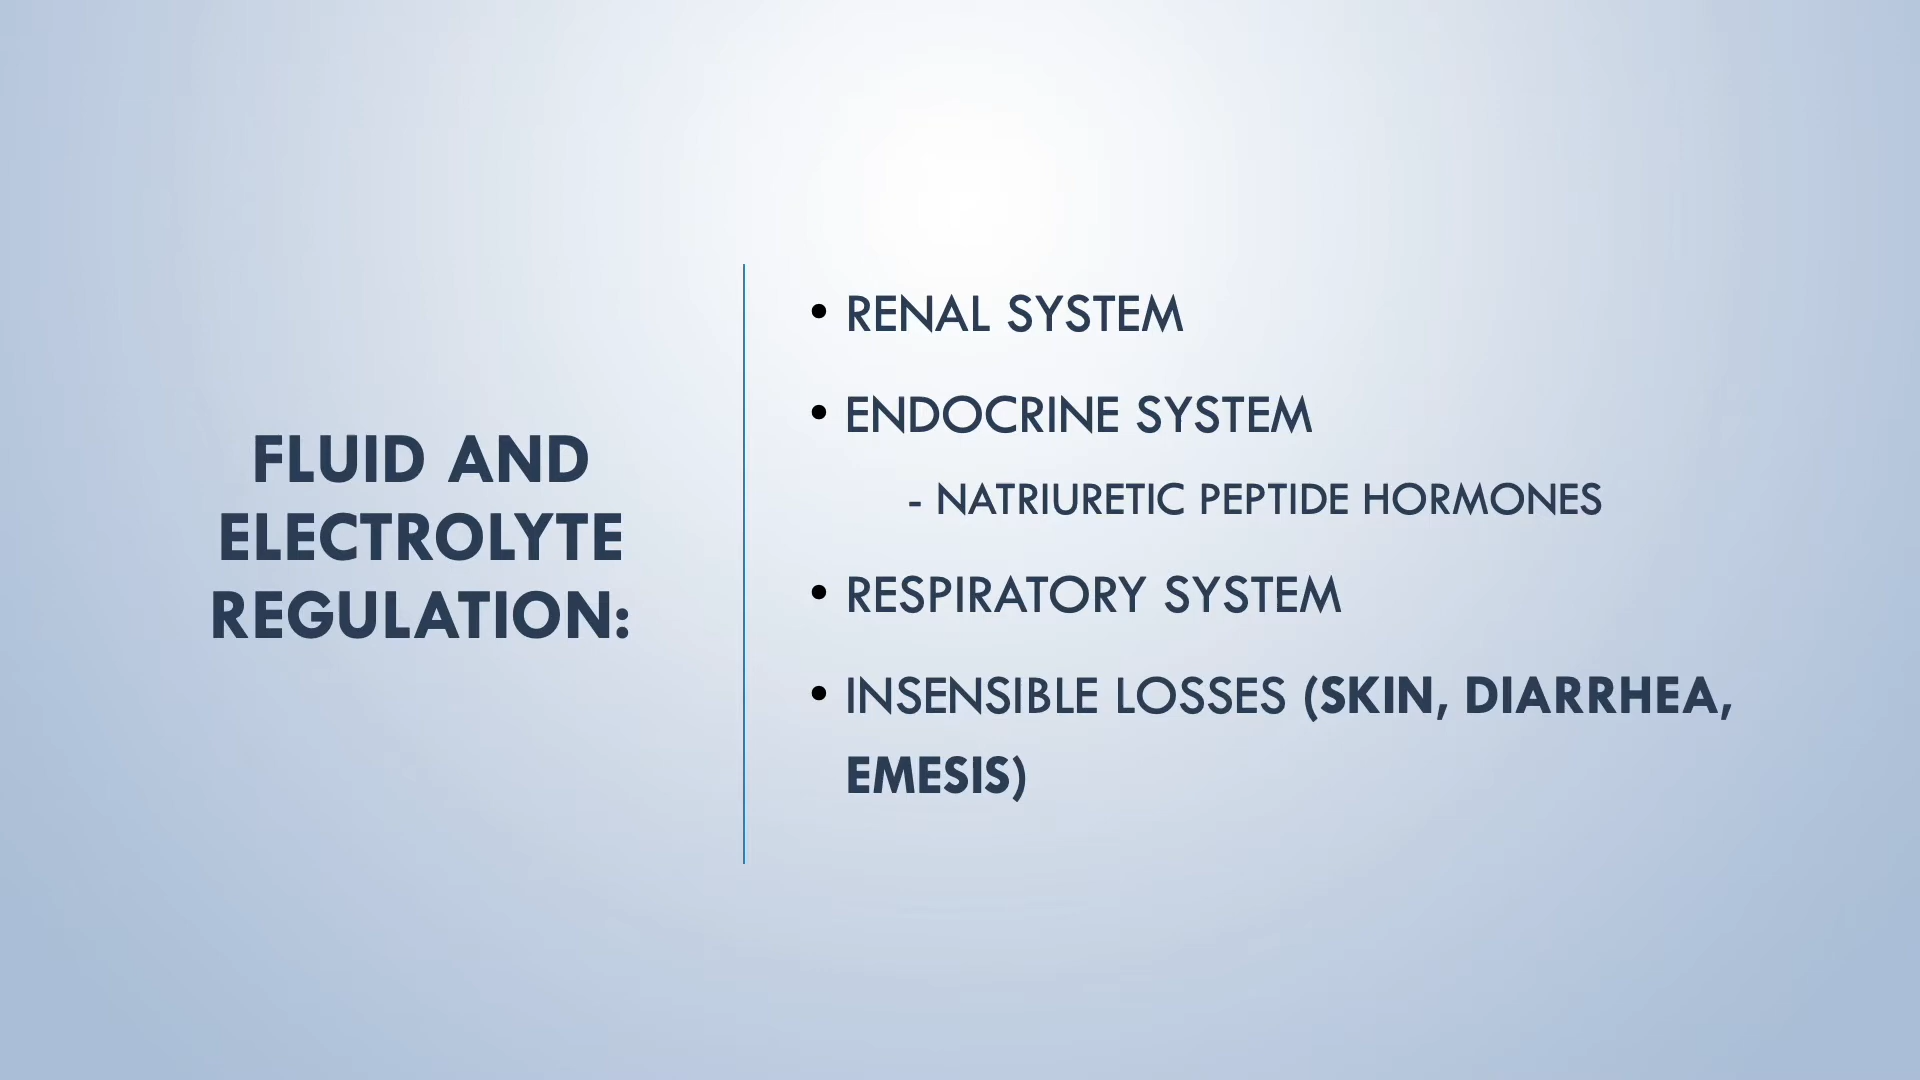 FLUID AND
ELECTROLYTE
REGULATION:
• RENAL SYSTEM
• ENDOCRINE SYSTEM
- NATRIURETIC PEPTIDE HORMONES
• RESPIRATORY SYSTEM
• INSENSIBLE LOSSES (SKIN, DIARRHEA,
EMESIS)